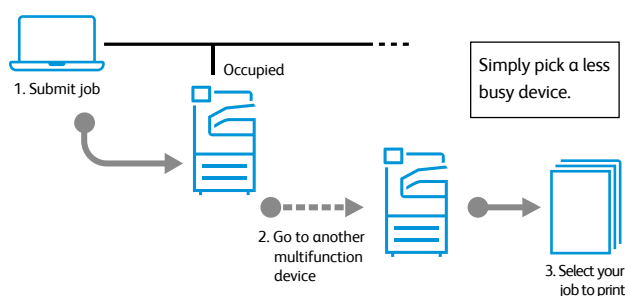 1. Submit job
Occupied
Simply pick a less
busy device.
2. Go to another
multifunction
device
3. Select your
job to print